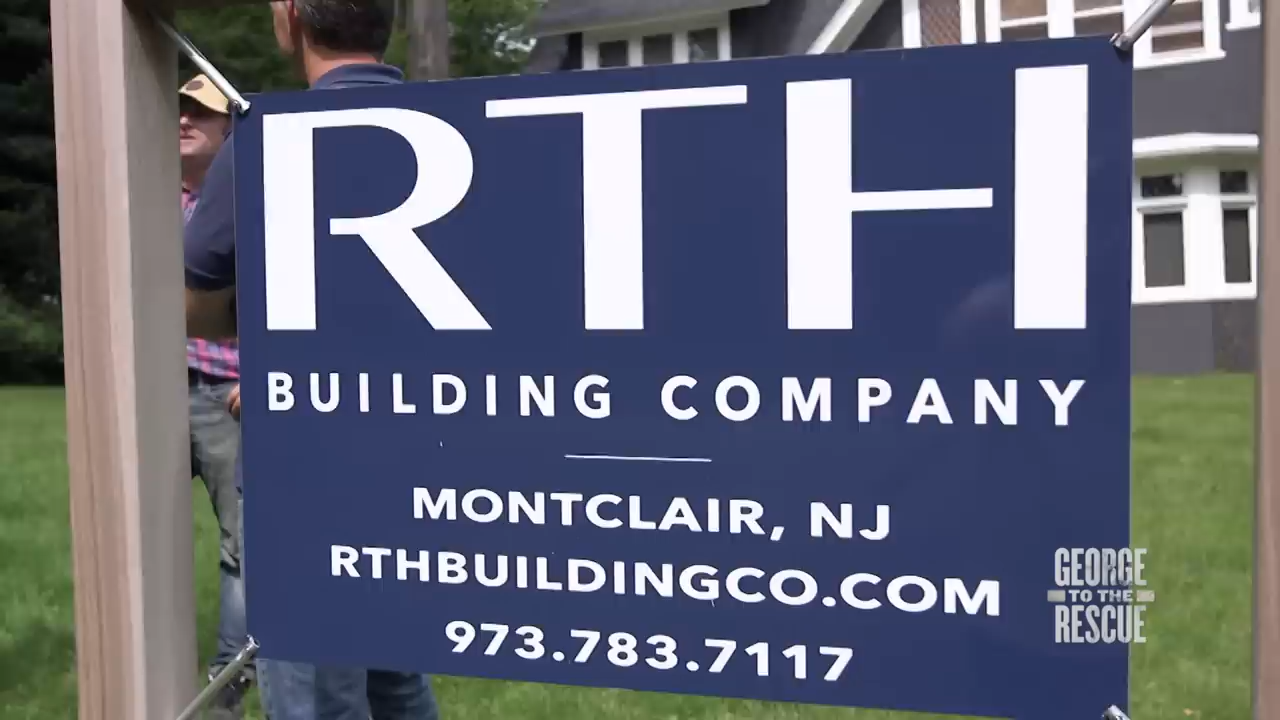 RTH
BUILDING COMPANY
MONTCLAIR, NJ
RTHBUILDINGCO.COM
973.783.7117
GEORGE
TO THE
RESCUE